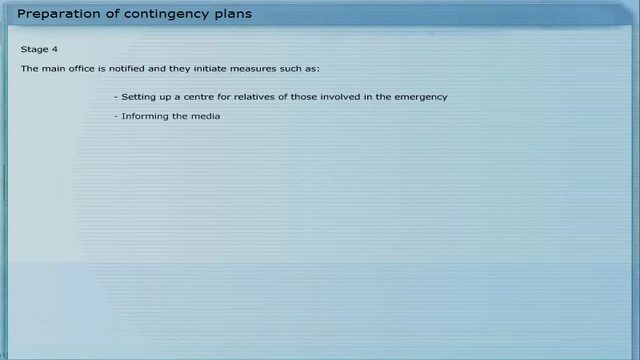 Preparation of contingency plans
Stage 4
The main office is notified and they initiate measures such as:
- Setting up a centre for relatives of those involved in the emergency
- Informing the media